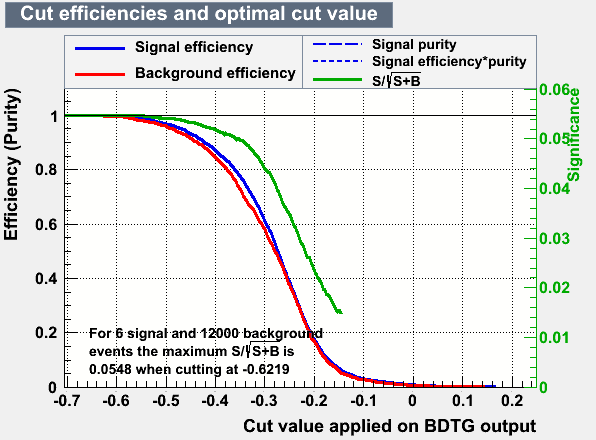 Cut efficiencies and optimal cut value
Signal efficiency
Background efficiency
Signal purity
Signal efficiency*purity
S/√S+B
Efficiency (Purity)
1
0.8
0.6
0.4
0.2
0
0.06
0.05
0.04
0.03
0.02
0.01
0
Significance
For 6 signal and 12000 background
events the maximum S/√S+B is
0.0548 when cutting at -0.6219
-0.7 -0.6 -0.5 -0.4 -0.3 -0.2 -0.1 0 0.1 0.2
Cut value applied on BDTG output